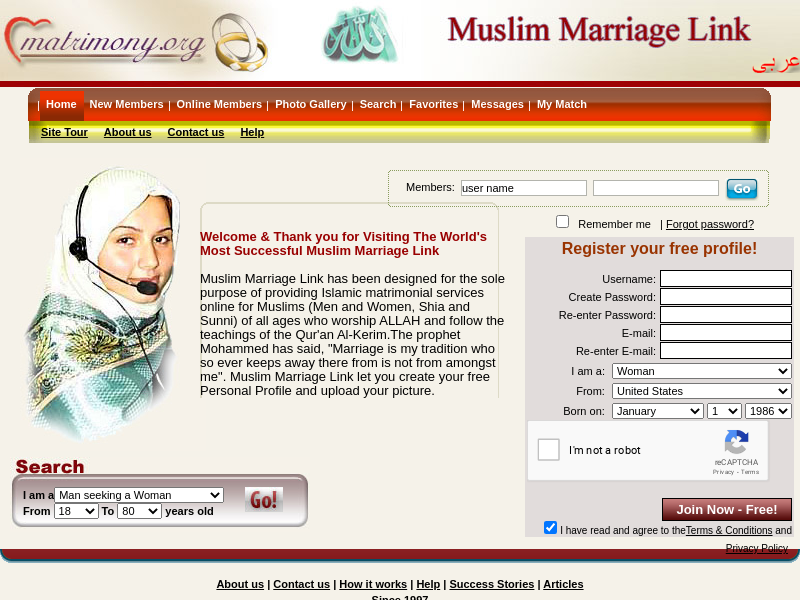 matrimony.org
الله
Muslim Marriage Link
عربى
| Home New Members | Online Members | Photo Gallery | Search | Favorites | Messages | My Match
Site Tour About us Contact us Help
Members: user name Go
Remember me | Forgot password?
Welcome & Thank you for Visiting The World's
Most Successful Muslim Marriage Link
Muslim Marriage Link has been designed for the sole
purpose of providing Islamic matrimonial services
online for Muslims (Men and Women, Shia and
Sunni) of all ages who worship ALLAH and follow the
teachings of the Qur'an Al-Kerim.The prophet
Mohammed has said, "Marriage is my tradition who
so ever keeps away there from is not from amongst
me". Muslim Marriage Link let you create your free
Personal Profile and upload your picture.
Register your free profile!
Username:
Create Password:
Re-enter Password:
E-mail:
Re-enter E-mail:
I am a: Woman
From: United States
Born on: January 1 1986
I'm not a robot
reCAPTCHA
Privacy - Terms
Join Now - Free!
I have read and agree to theTerms & Conditions and
Privacy Policy
Search
I am a Man seeking a Woman
From 18 To 80 years old
Go!
About us | Contact us | How it works | Help | Success Stories | Articles
Since 1997